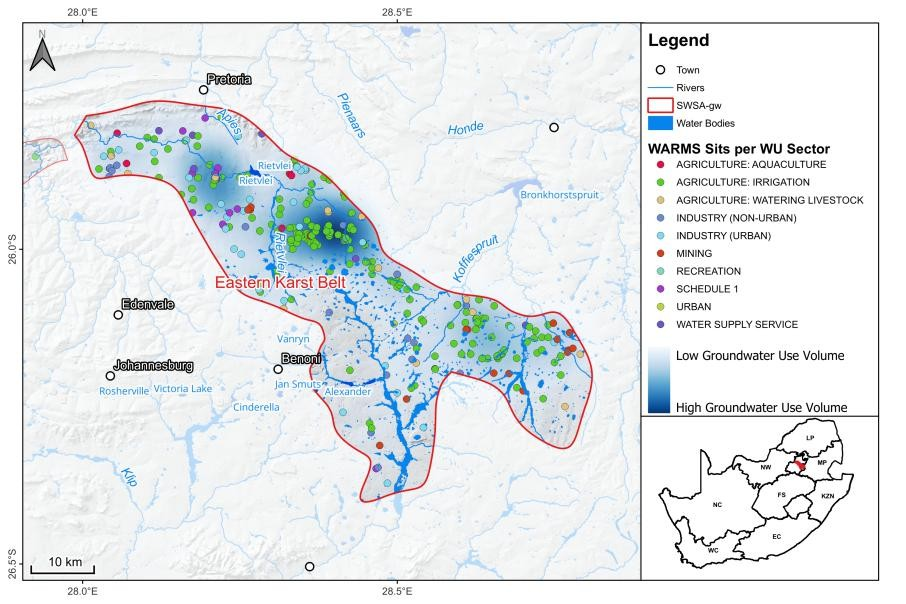 28.0°E
28.5°E
N
Pretoria
Apies
Pienaars
Honde
Rietvlei
Rietvlei
Bronkhorstspruit
26.0°S
Rietvlei
Koffiespruit
Eastern Karst Belt
Edenvale
Vanryn
Benoni
Johannesburg
Rosherville
Victoria Lake
Jan Smuts
Alexander
Cinderella
Klip
26.5°S
10 km
28.0°E
28.5°E
Legend
Town
Rivers
SWSA-gw
Water Bodies
WARMS Sits per WU Sector
AGRICULTURE: AQUACULTURE
AGRICULTURE: IRRIGATION
AGRICULTURE: WATERING LIVESTOCK
INDUSTRY (NON-URBAN)
INDUSTRY (URBAN)
MINING
RECREATION
SCHEDULE 1
URBAN
WATER SUPPLY SERVICE
Low Groundwater Use Volume
High Groundwater Use Volume
LP
NW
MP
FS
KZN
NC
EC
WC